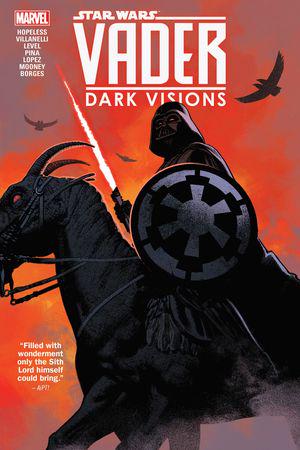 MARVEL
HOPELESS
VILLANELLI
LEVEL
PINA
LOPEZ
MOONEY
BORGES
STAR WARS
VADER
DARK VISIONS
“Filled with
wonderment
only the Sith
Lord himself
could bring.”
– AiPT!